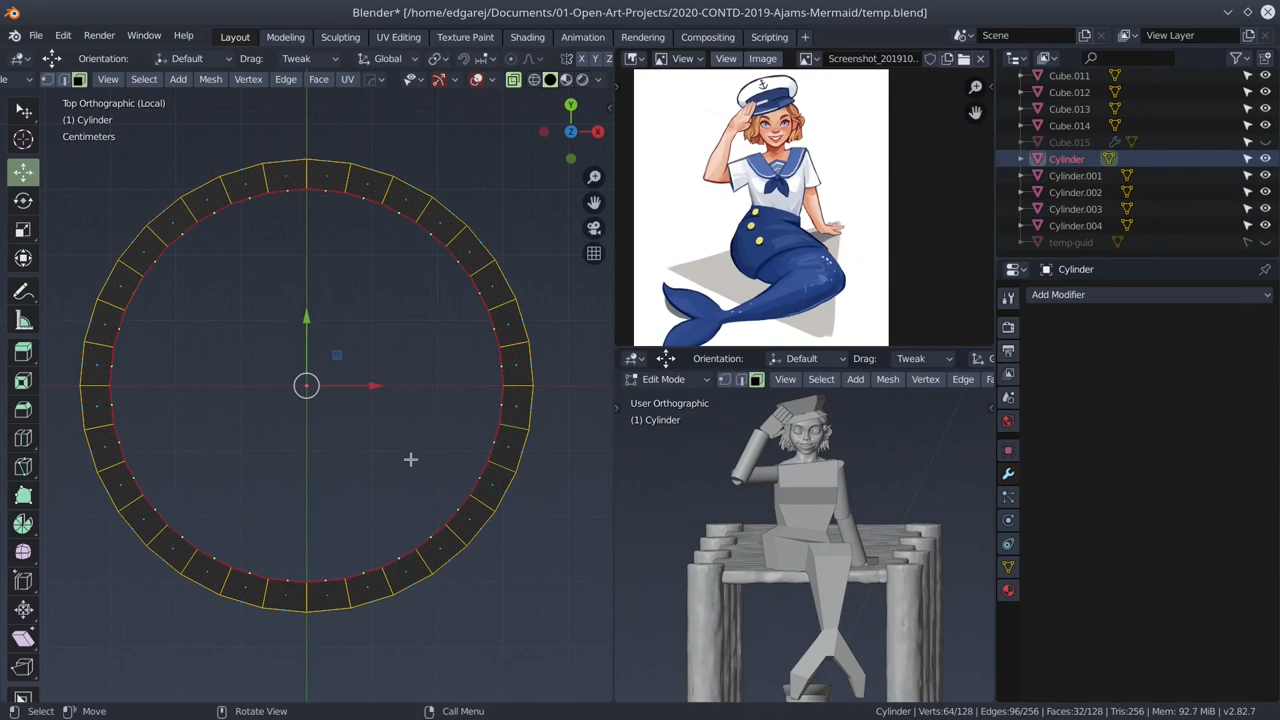 Blender* [/home/edgarej/Documents/01-Open-Art-Projects/2020-CONTD-2019-Ajams-Mermaid/temp.blend]
File Edit Render Window Help Layout Modeling Sculpting UV Editing Texture Paint Shading Animation Rendering Compositing Scripting + Scene View Layer
Orientation: Default Drag: Tweak Global X Y
View Image Screenshot_201910...
View Select Add Mesh Vertex Edge Face UV
Top Orthographic (Local)
(1) Cylinder
Centimeters
Y
Z
X
View
Cube.011
Cube.012
Cube.013
Cube.014
Cube.015
Cylinder
Cylinder.001
Cylinder.002
Cylinder.003
Cylinder.004
temp-guid
Cylinder
Add Modifier
Orientation: Default Drag: Tweak G
Edit Mode View Select Add Mesh Vertex Edge Fa
User Orthographic
(1) Cylinder
Select Move Rotate View Call Menu Cylinder | Verts:64/128 | Edges:96/256 | Faces:32/128 | Tris:256 | Mem: 92.7 MiB | v2.82.7